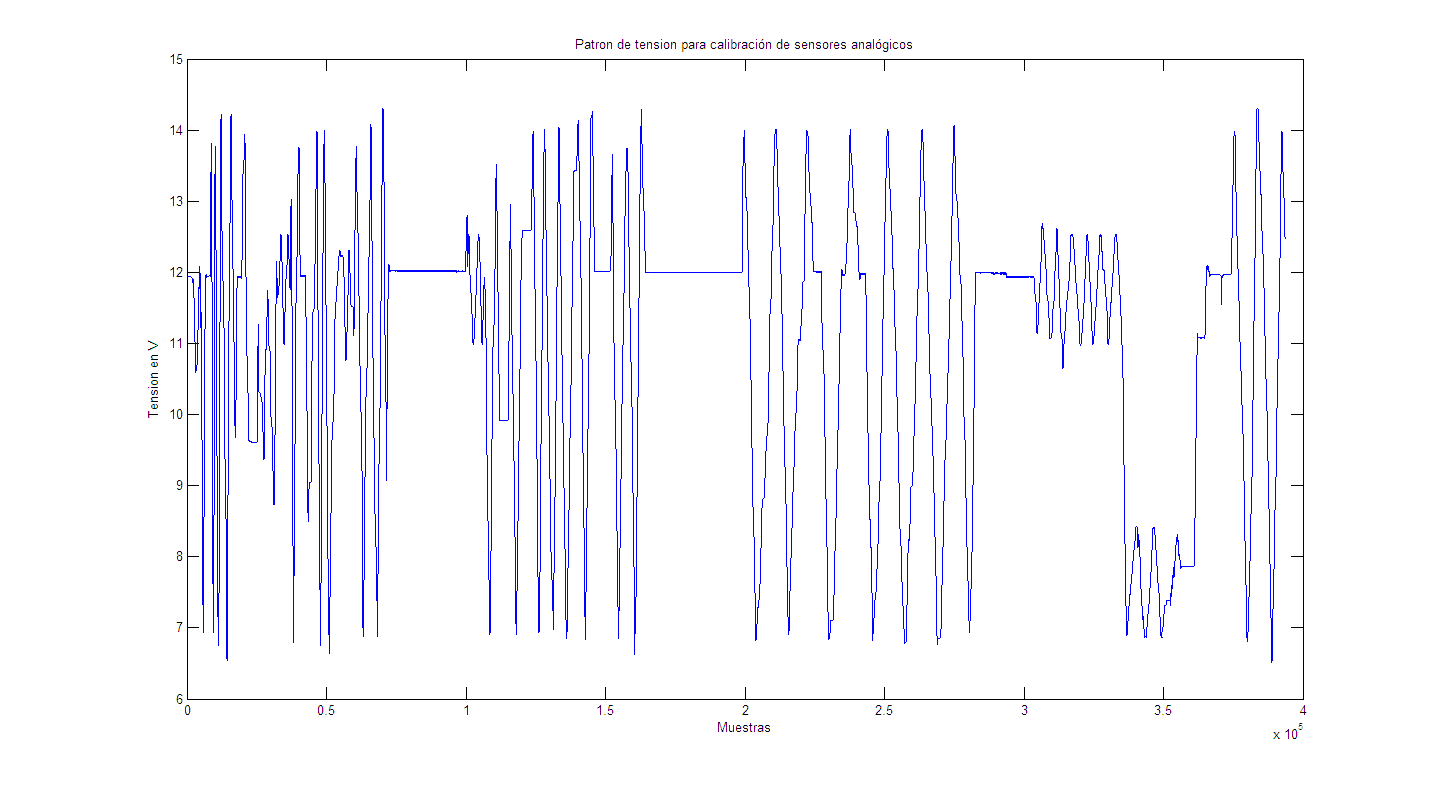 Patron de tension para calibración de sensores analógicos
15
14
13
12
11
10
9
8
7
6
Tension en V
0 0.5 1 1.5 2 2.5 3 3.5 4
Muestras
x 10^5